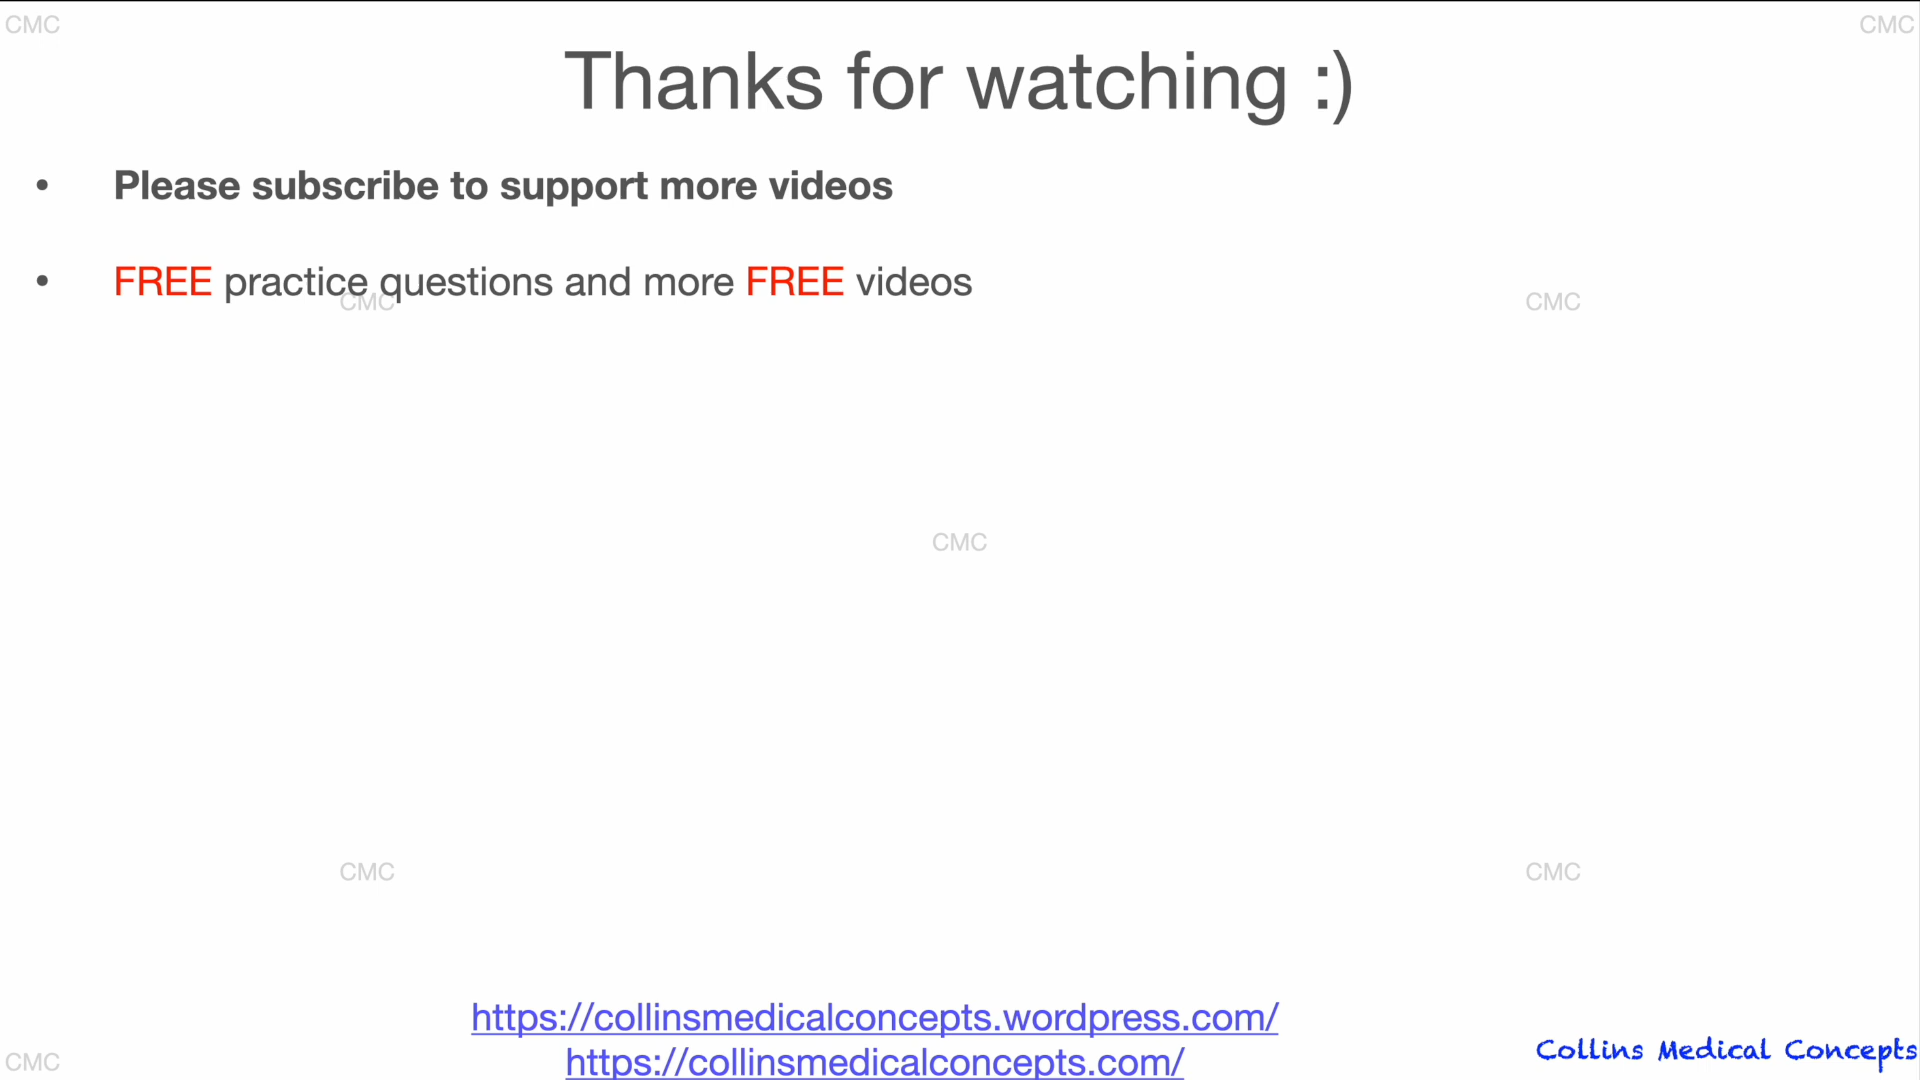 CMC CMC
Thanks for watching :)
• Please subscribe to support more videos
• FREE practice questions and more FREE videos
CMC CMC
CMC
CMC CMC
https://collinsmedicalconcepts.wordpress.com/
https://collinsmedicalconcepts.com/
Collins Medical Concepts
CMC